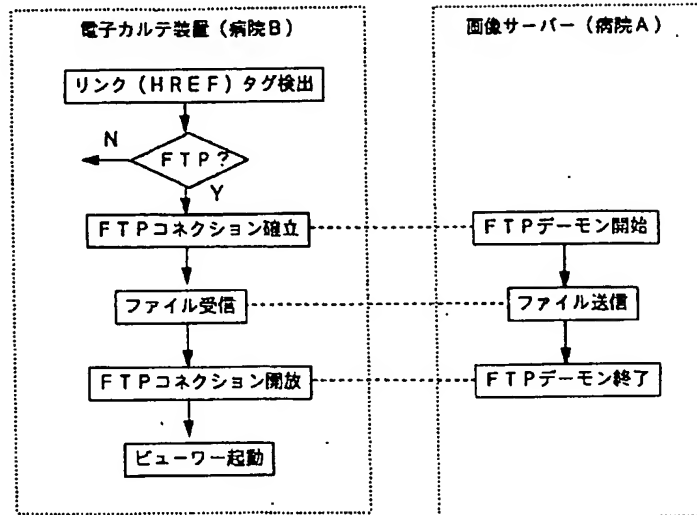 電子カルテ装置（病院B）
リンク（HREF）タグ検出
N
FTP？
Y
FTPコネクション確立
ファイル受信
FTPコネクション開放
ビューワー起動
画像サーバー（病院A）
FTPデーモン開始
ファイル送信
FTPデーモン終了